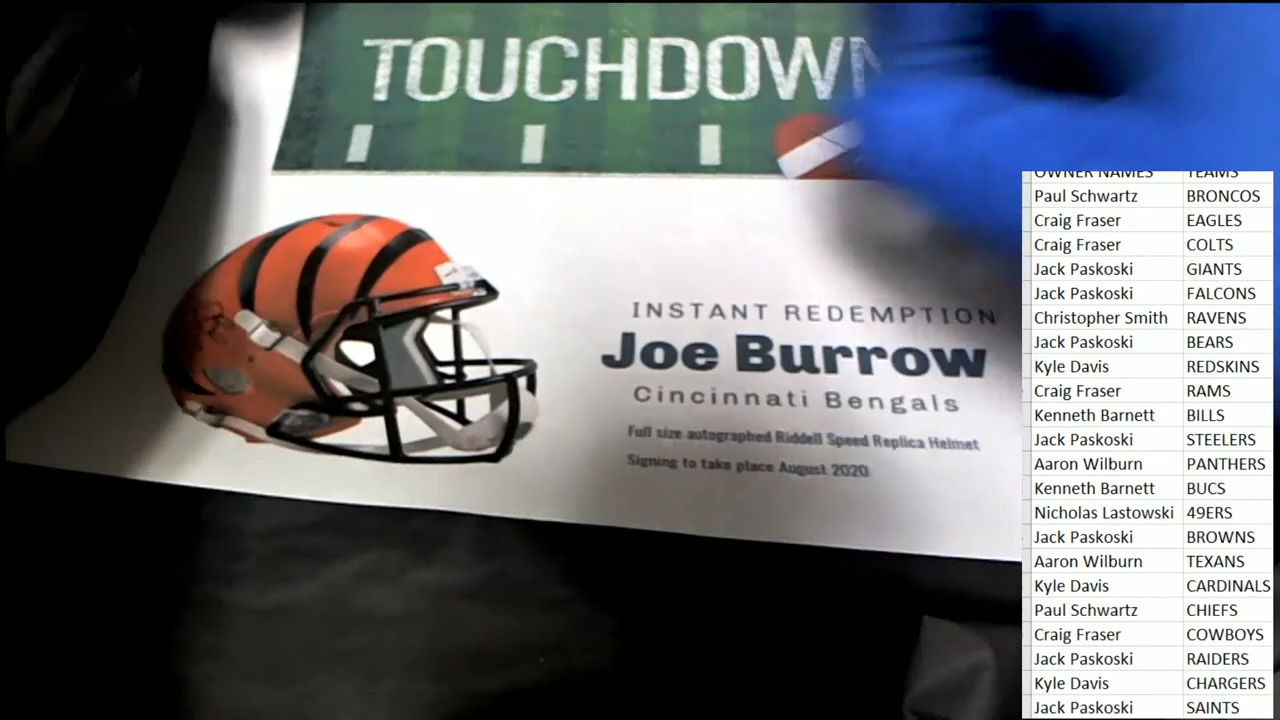 TOUCHDOWN
INSTANT REDEMPTION
Joe Burrow
Cincinnati Bengals
Full size autographed Riddell Speed Replica Helmet
Signing to take place August 2020
OWNER NAMES TEAMS
Paul Schwartz BRONCOS
Craig Fraser EAGLES
Craig Fraser COLTS
Jack Paskoski GIANTS
Jack Paskoski FALCONS
Christopher Smith RAVENS
Jack Paskoski BEARS
Kyle Davis REDSKINS
Craig Fraser RAMS
Kenneth Barnett BILLS
Jack Paskoski STEELERS
Aaron Wilburn PANTHERS
Kenneth Barnett BUCS
Nicholas Lastowski 49ERS
Jack Paskoski BROWNS
Aaron Wilburn TEXANS
Kyle Davis CARDINALS
Paul Schwartz CHIEFS
Craig Fraser COWBOYS
Jack Paskoski RAIDERS
Kyle Davis CHARGERS
Jack Paskoski SAINTS